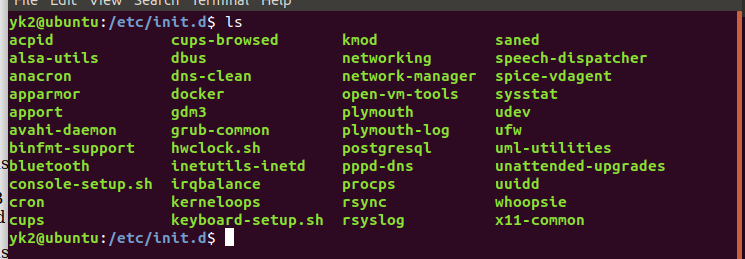 File Edit View Search Terminal Help
yk2@ubuntu:/etc/init.d$ ls
acpid cups-browsed kmod saned
alsa-utils dbus networking speech-dispatcher
anacron dns-clean network-manager spice-vdagent
apparmor docker open-vm-tools sysstat
apport gdm3 plymouth udev
avahi-daemon grub-common plymouth-log ufw
binfmt-support hwclock.sh postgresql uml-utilities
bluetooth inetutils-inetd pppd-dns unattended-upgrades
console-setup.sh irqbalance procps uuidd
cron kerneloops rsync whoopsie
cups keyboard-setup.sh rsyslog x11-common
yk2@ubuntu:/etc/init.d$